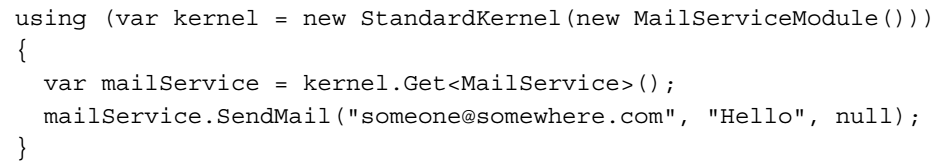 using (var kernel = new StandardKernel(new MailServiceModule()))
{
  var mailService = kernel.Get<MailService>();
  mailService.SendMail("someone@somewhere.com", "Hello", null);
}